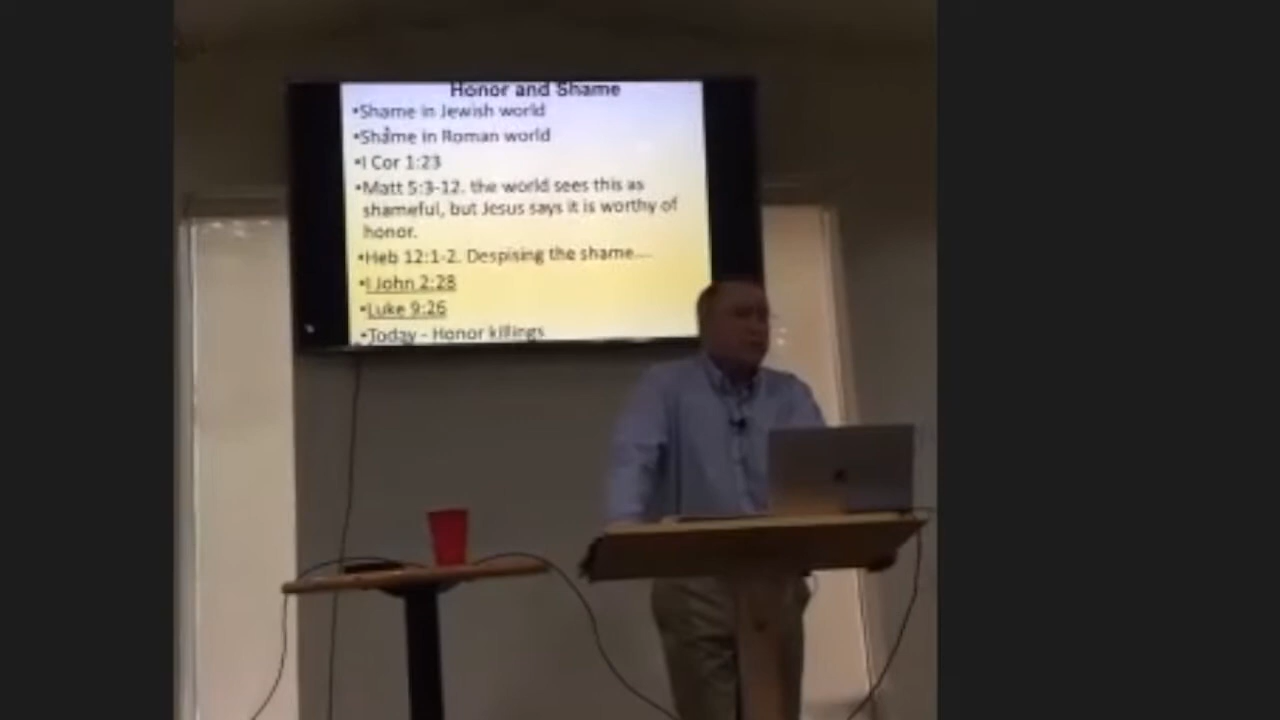 Honor and Shame
•Shame in Jewish world
•Shame in Roman world
•I Cor 1:23
•Matt 5:3-12. the world sees this as
shameful, but Jesus says it is worthy of
honor.
•Heb 12:1-2. Despising the shame...
•I John 2:28
•Luke 9:26
•Today - Honor killings